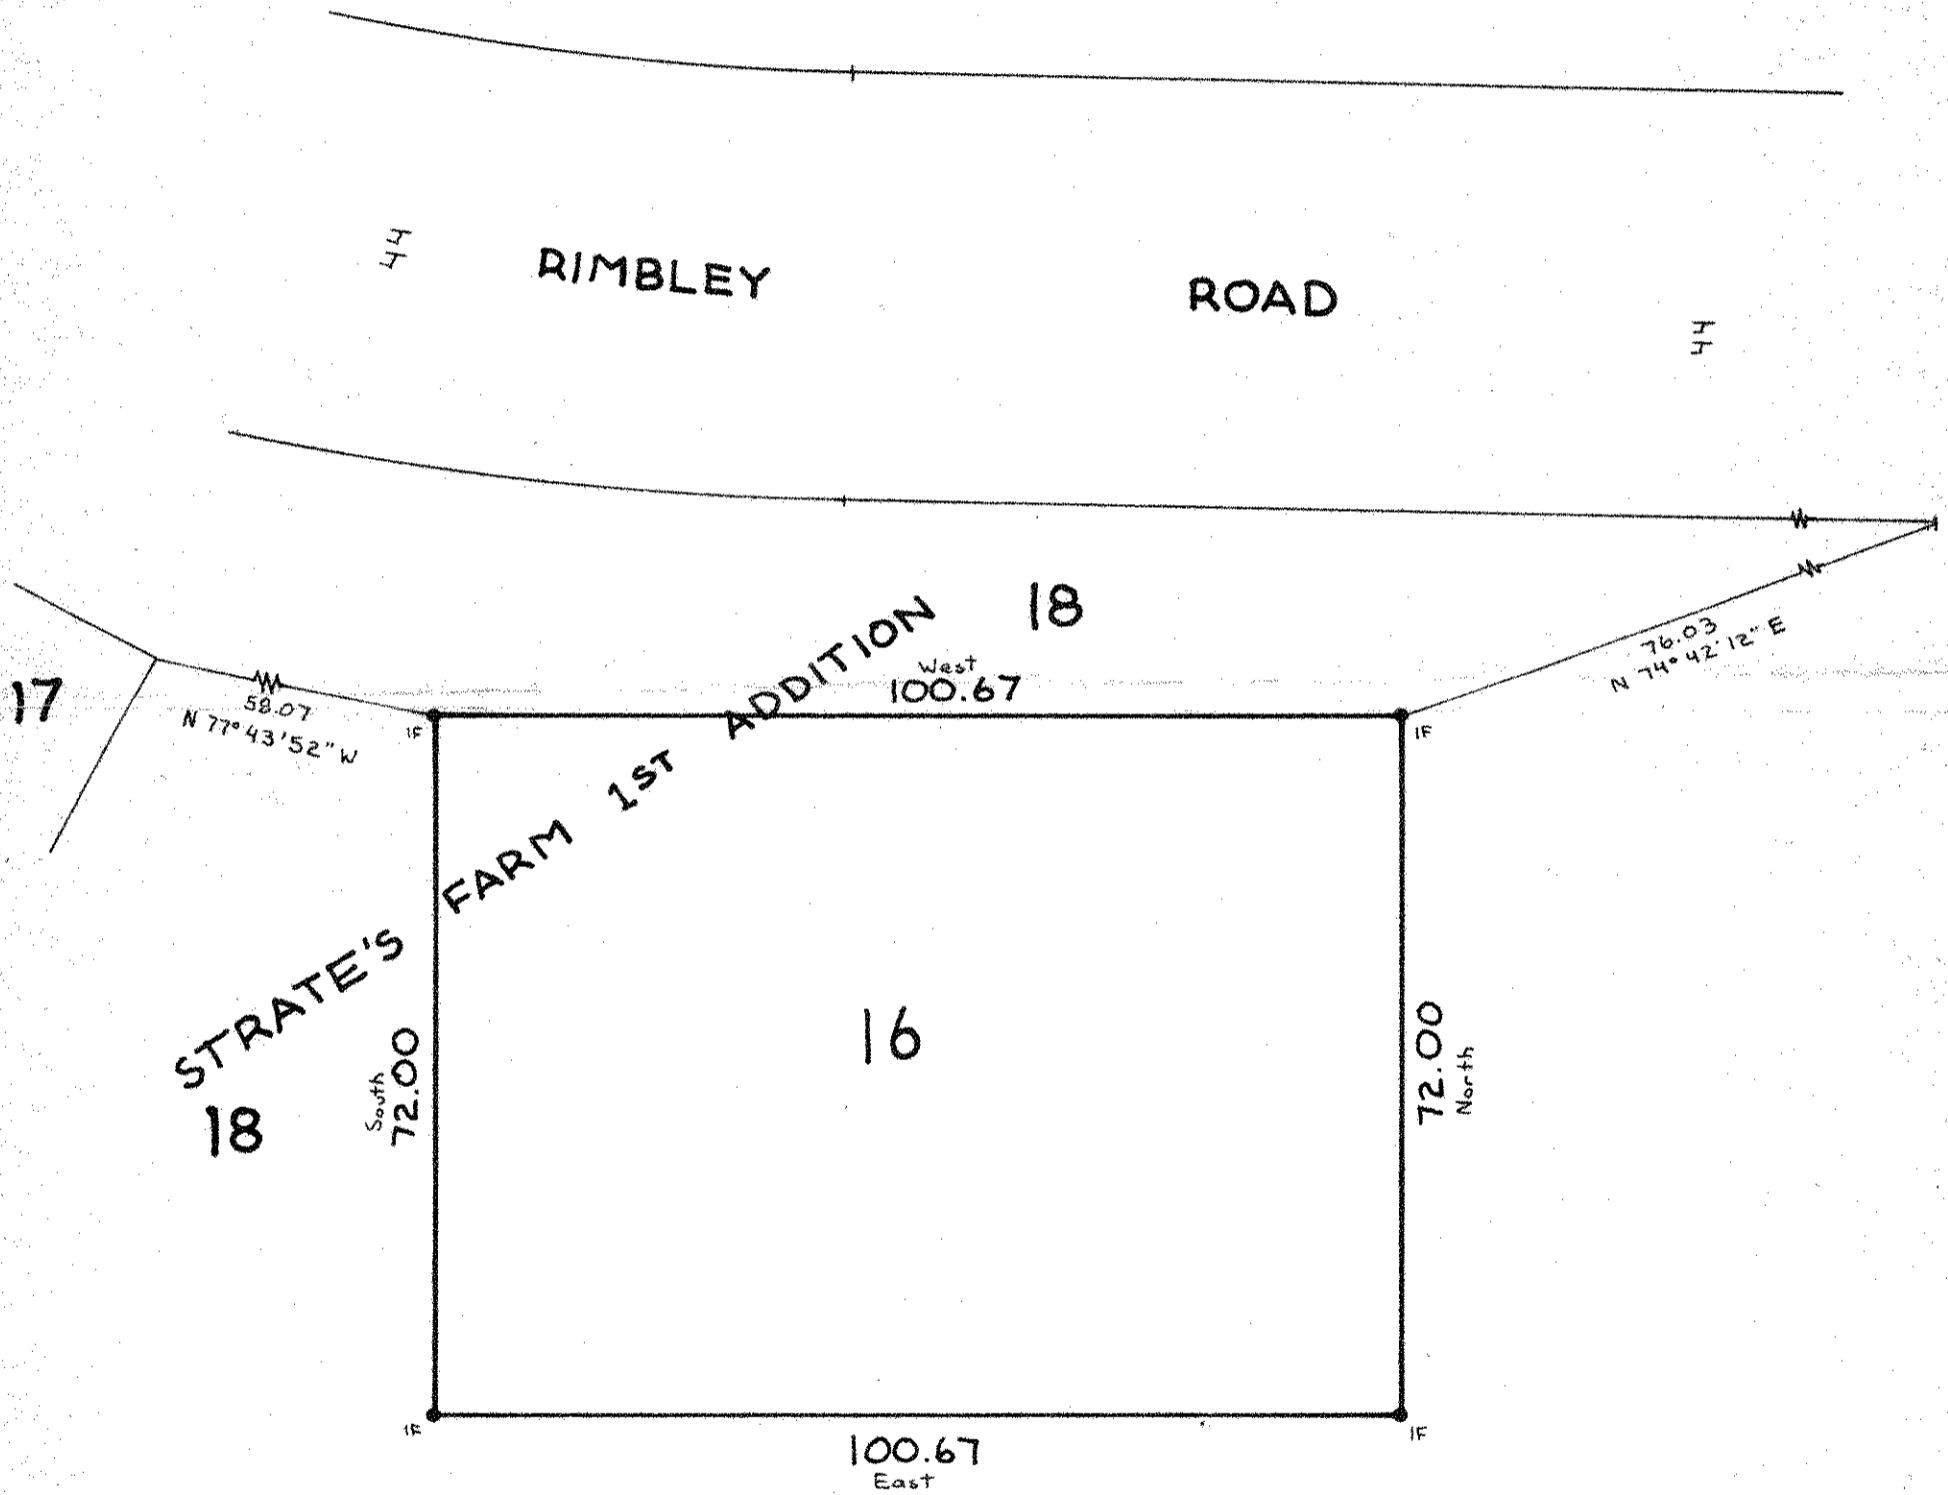 RIMBLEY ROAD
18
West
100.67
76.03
N 74° 42' 12" E
17
58.07
N 77° 43' 52" W
IF
IF
STRATE'S FARM 1ST ADDITION
16
South
72.00
72.00
North
18
IF
IF
100.67
East